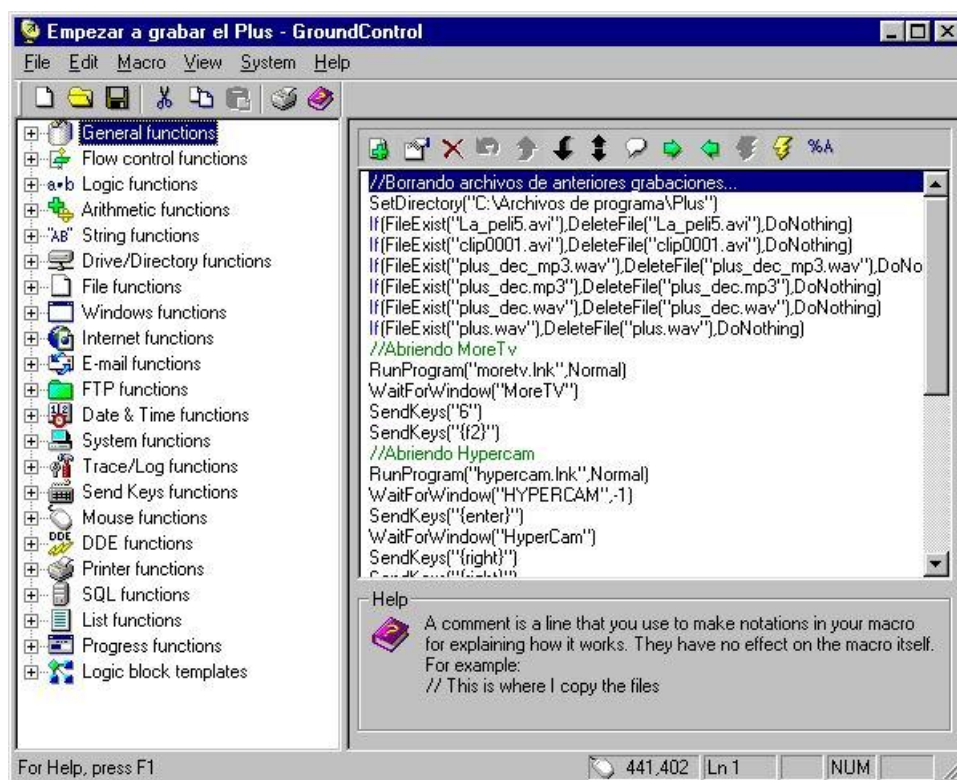 Empezar a grabar el Plus - GroundControl
File Edit Macro View System Help
General functions
Flow control functions
a•b Logic functions
Arithmetic functions
"AB" String functions
Drive/Directory functions
File functions
Windows functions
Internet functions
E-mail functions
FTP functions
Date & Time functions
System functions
Trace/Log functions
Send Keys functions
Mouse functions
DDE DDE functions
Printer functions
SQL functions
List functions
Progress functions
Logic block templates
%A
//Borrando archivos de anteriores grabaciones...
SetDirectory("C:\Archivos de programa\Plus")
If(FileExist("La_peli5.avi"),DeleteFile("La_peli5.avi"),DoNothing)
If(FileExist("clip0001.avi"),DeleteFile("clip0001.avi"),DoNothing)
If(FileExist("plus_dec_mp3.wav"),DeleteFile("plus_dec_mp3.wav"),DoNo
If(FileExist("plus_dec.mp3"),DeleteFile("plus_dec.mp3"),DoNothing)
If(FileExist("plus_dec.wav"),DeleteFile("plus_dec.wav"),DoNothing)
If(FileExist("plus.wav"),DeleteFile("plus.wav"),DoNothing)
//Abriendo MoreTv
RunProgram("moretv.lnk",Normal)
WaitForWindow("MoreTV")
SendKeys("6")
SendKeys("{f2}")
//Abriendo Hypercam
RunProgram("hypercam.lnk",Normal)
WaitForWindow("HYPERCAM",-1)
SendKeys("{enter}")
WaitForWindow("HyperCam")
SendKeys("{right}")
SendKeys("{right}")
Help
A comment is a line that you use to make notations in your macro
for explaining how it works. They have no effect on the macro itself.
For example:
// This is where I copy the files
For Help, press F1
441,402 Ln 1 NUM